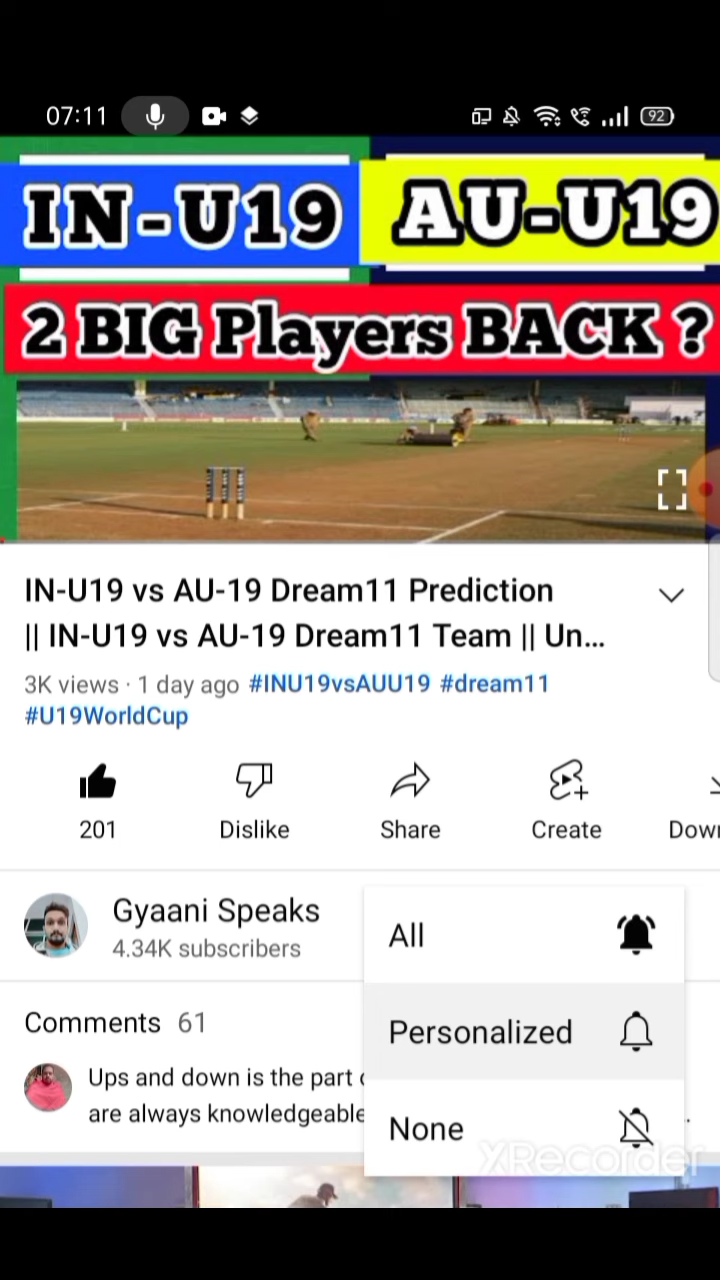 07:11
92
IN-U19 AU-U19
2 BIG Players BACK ?
IN-U19 vs AU-19 Dream11 Prediction
|| IN-U19 vs AU-19 Dream11 Team || Un...
3K views · 1 day ago #INU19vsAUU19 #dream11
#U19WorldCup
201 Dislike Share Create Down
Gyaani Speaks
4.34K subscribers
All
Personalized
None
Comments 61
Ups and down is the part
are always knowledgeable
XRecorder